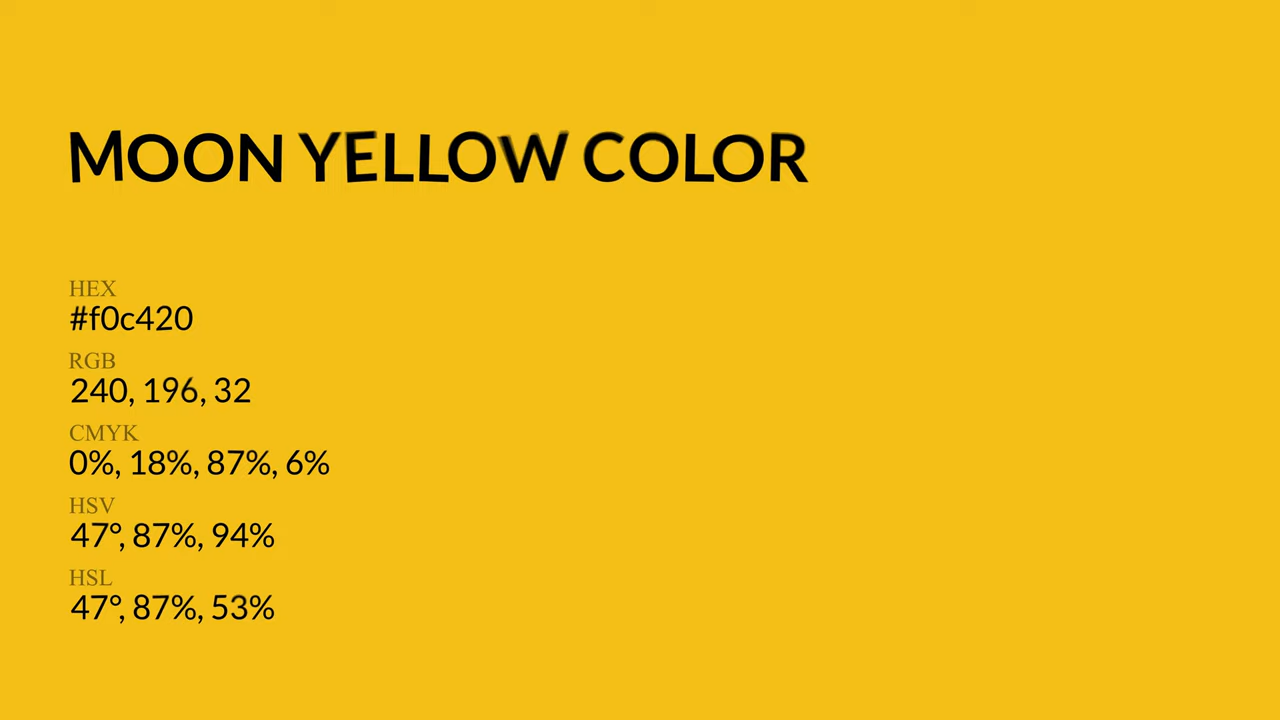 MOON YELLOW COLOR
HEX
#f0c420
RGB
240, 196, 32
CMYK
0%, 18%, 87%, 6%
HSV
47°, 87%, 94%
HSL
47°, 87%, 53%